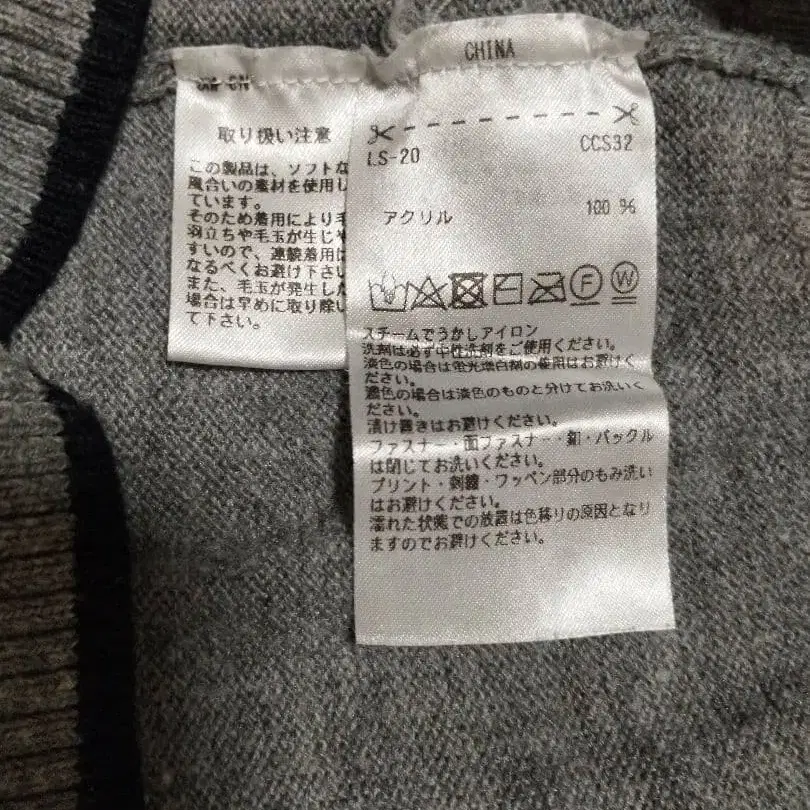 CHINA
LS-20 CCS32
アクリル 100 %
F W
スチームでうかしアイロン
洗剤は必ず中性洗剤をご使用ください。
淡色の場合は蛍光漂白剤の使用はお避けく
ださい。
濃色の場合は淡色のものと分けてお洗いく
ださい。
漬け置きはお避けください。
ファスナー・面ファスナー・釦・バックル
は閉じてお洗いください。
プリント・刺繍・ワッペン部分のもみ洗い
はお避けください。
濡れた状態での放置は色移りの原因となり
ますのでお避けください。
取り扱い注意
この製品は、ソフトな
風合いの素材を使用し
ています。
そのため着用により毛
羽立ちや毛玉が生じや
すいので、連続着用は
なるべくお避け下さい
また、毛玉が発生した
場合は早めに取り除い
て下さい。